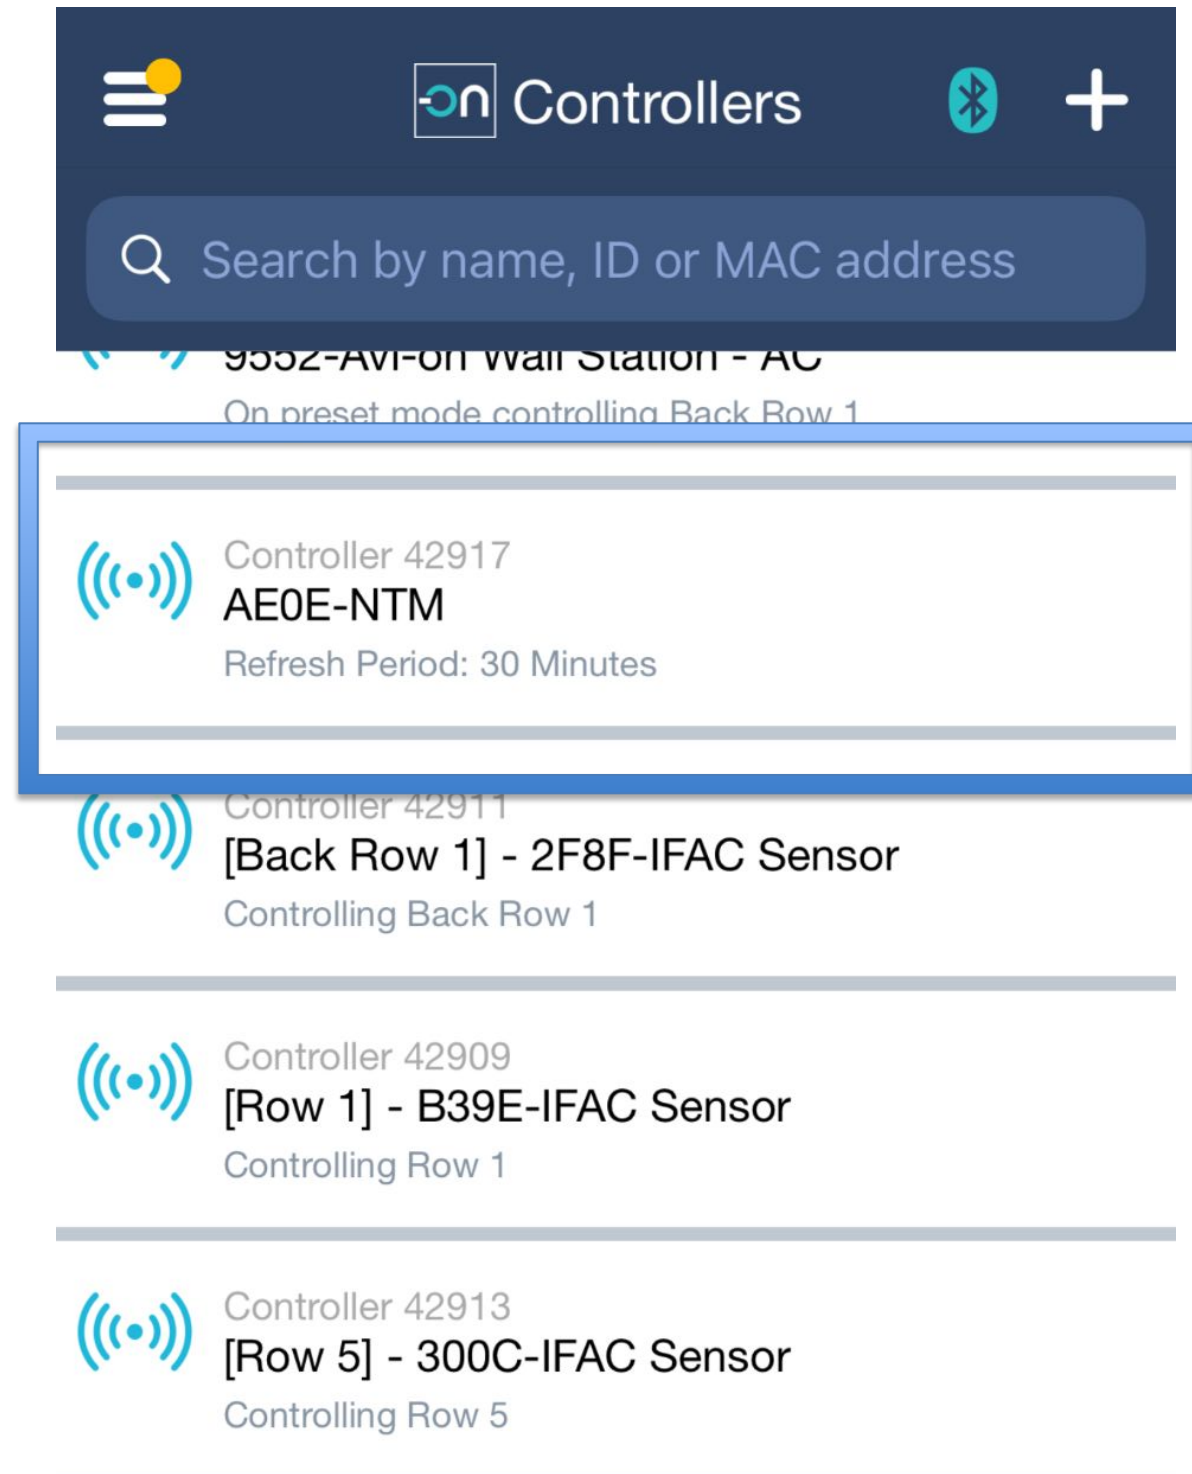 on Controllers
Search by name, ID or MAC address
9552-Avi-on Wall Station - AC
On preset mode controlling Back Row 1
Controller 42917
AE0E-NTM
Refresh Period: 30 Minutes
Controller 42911
[Back Row 1] - 2F8F-IFAC Sensor
Controlling Back Row 1
Controller 42909
[Row 1] - B39E-IFAC Sensor
Controlling Row 1
Controller 42913
[Row 5] - 300C-IFAC Sensor
Controlling Row 5